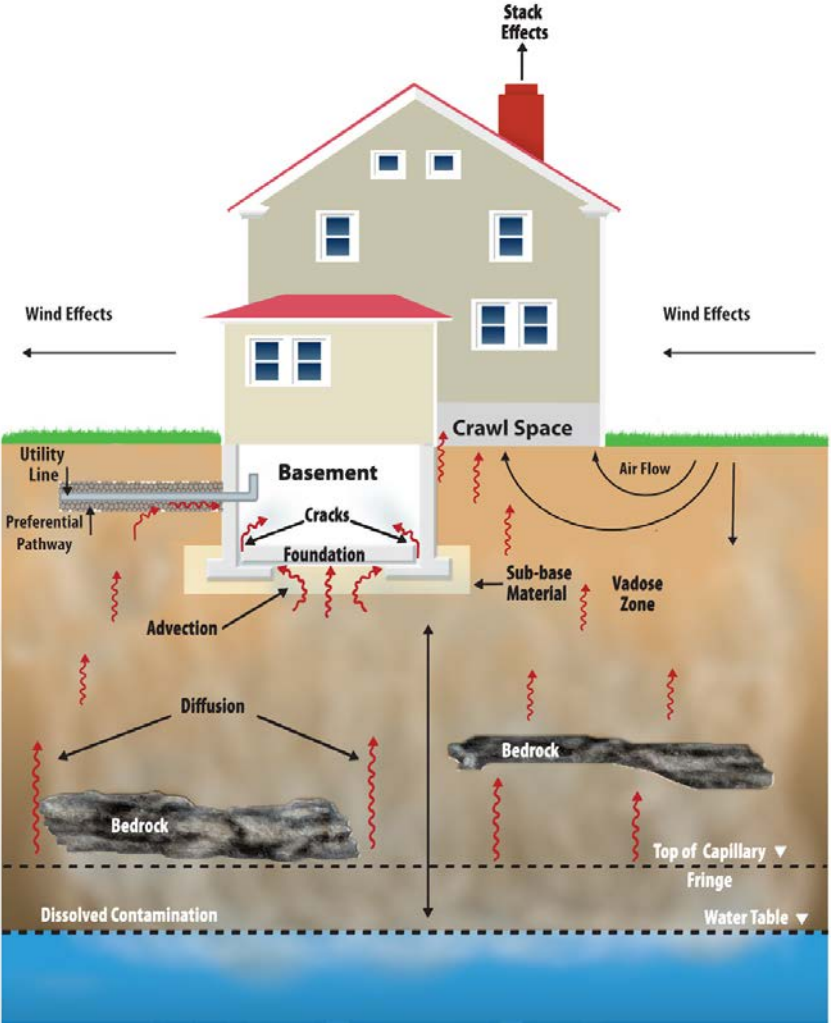 Stack
Effects
Wind Effects
Wind Effects
Crawl Space
Utility
Line
Basement
Air Flow
Preferential
Pathway
Cracks
Foundation
Sub-base
Material
Vadose
Zone
Advection
Diffusion
Bedrock
Bedrock
Top of Capillary
Fringe
Dissolved Contamination
Water Table